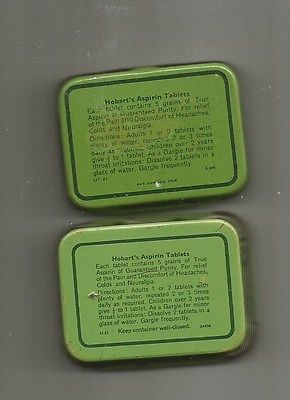 Hobart's Aspirin Tablets
Each tablet contains 5 grains of True
Aspirin of Guaranteed Purity. For relief
of the Pain and Discomfort of Headaches,
Colds and Neuralgia.
Directions: Adults 1 or 2 tablets with
plenty of water, repeated 2 or 3 times
daily as required. Children over 2 years
give ½ to 1 tablet. As a Gargle for minor
throat irritations: Dissolve 2 tablets in a
glass of water. Gargle frequently.
UT 21
Hobart's Aspirin Tablets
Each tablet contains 5 grains of True
Aspirin of Guaranteed Purity. For relief
of the Pain and Discomfort of Headaches,
Colds and Neuralgia.
Directions: Adults 1 or 2 tablets with
plenty of water, repeated 2 or 3 times
daily as required. Children over 2 years
give ½ to 1 tablet. As a Gargle for minor
throat irritations: Dissolve 2 tablets in a
glass of water. Gargle frequently.
U 21 Keep container well-closed.